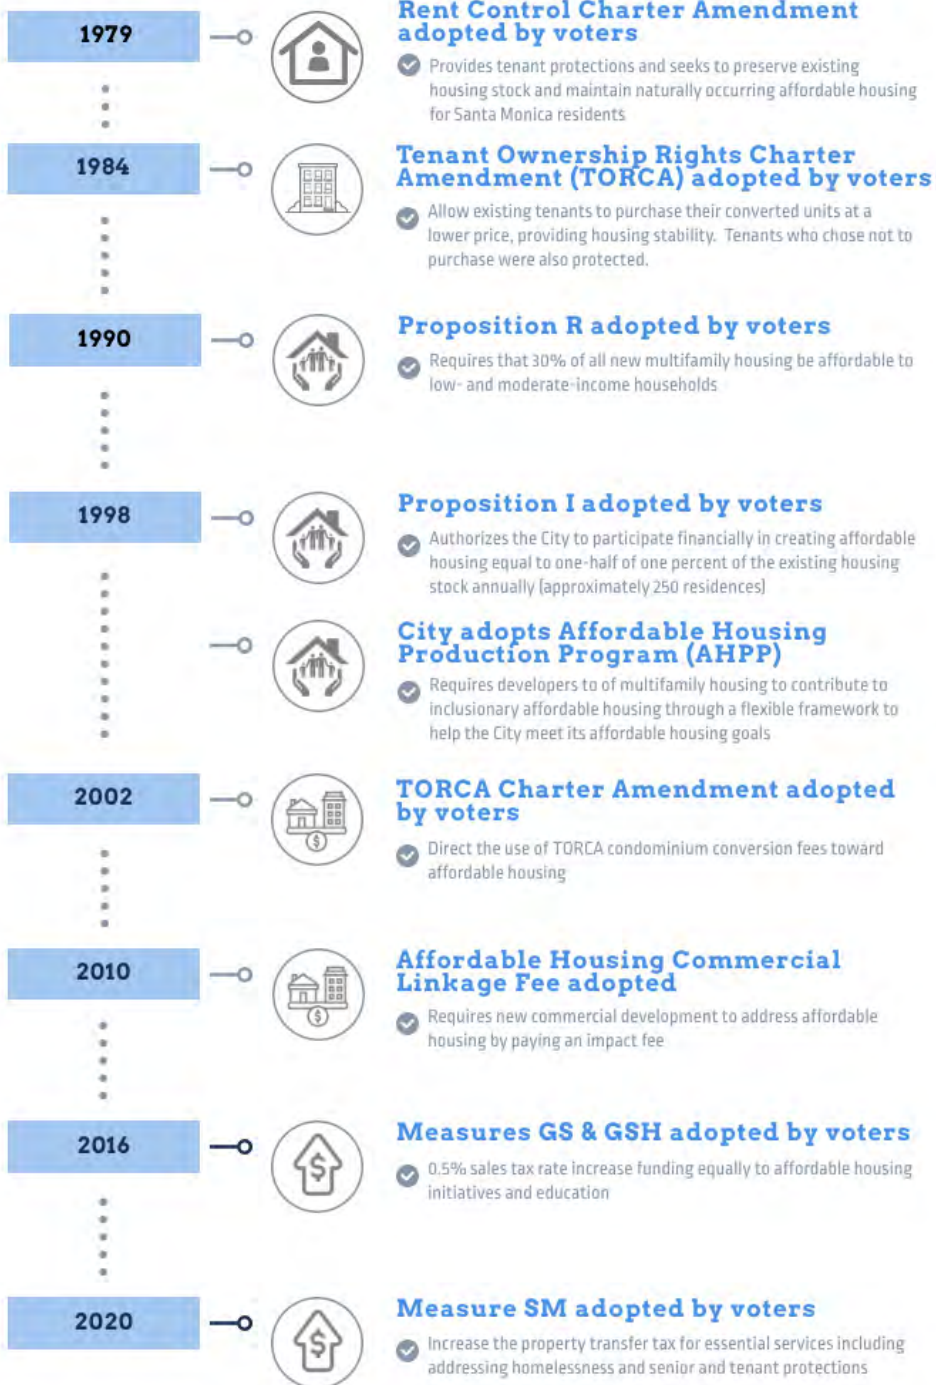 1979
Rent Control Charter Amendment
adopted by voters
Provides tenant protections and seeks to preserve existing
housing stock and maintain naturally occurring affordable housing
for Santa Monica residents
1984
Tenant Ownership Rights Charter
Amendment (TORCA) adopted by voters
Allow existing tenants to purchase their converted units at a
lower price, providing housing stability. Tenants who chose not to
purchase were also protected.
1990
Proposition R adopted by voters
Requires that 30% of all new multifamily housing be affordable to
low- and moderate-income households
1998
Proposition I adopted by voters
Authorizes the City to participate financially in creating affordable
housing equal to one-half of one percent of the existing housing
stock annually (approximately 250 residences)
City adopts Affordable Housing
Production Program (AHPP)
Requires developers to of multifamily housing to contribute to
inclusionary affordable housing through a flexible framework to
help the City meet its affordable housing goals
2002
TORCA Charter Amendment adopted
by voters
Direct the use of TORCA condominium conversion fees toward
affordable housing
2010
Affordable Housing Commercial
Linkage Fee adopted
Requires new commercial development to address affordable
housing by paying an impact fee
2016
Measures GS & GSH adopted by voters
0.5% sales tax rate increase funding equally to affordable housing
initiatives and education
2020
Measure SM adopted by voters
Increase the property transfer tax for essential services including
addressing homelessness and senior and tenant protections